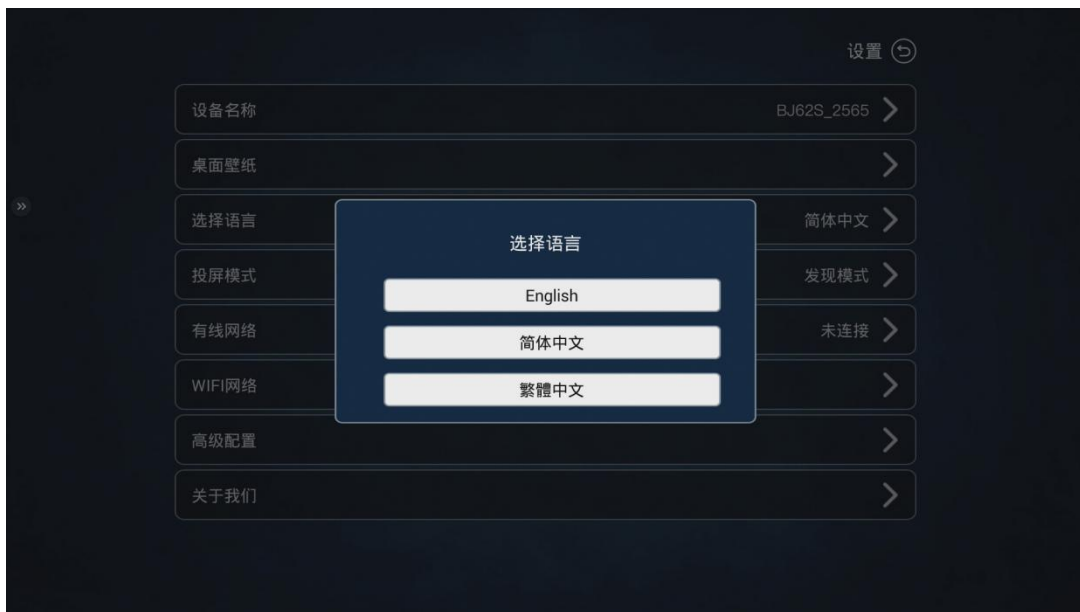 设置
设备名称 BJ62S_2565
桌面壁纸
选择语言 简体中文
投屏模式 发现模式
有线网络 未连接
WIFI网络
高级配置
关于我们
选择语言
English
简体中文
繁體中文